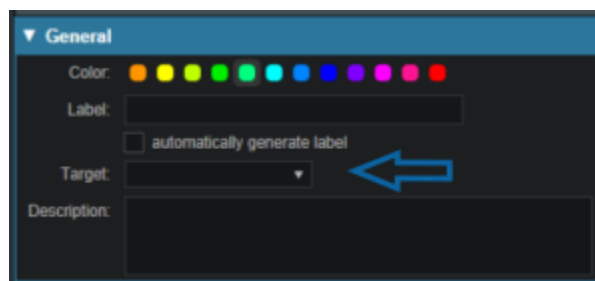 General
Color:
Label:
automatically generate label
Target:
Description: